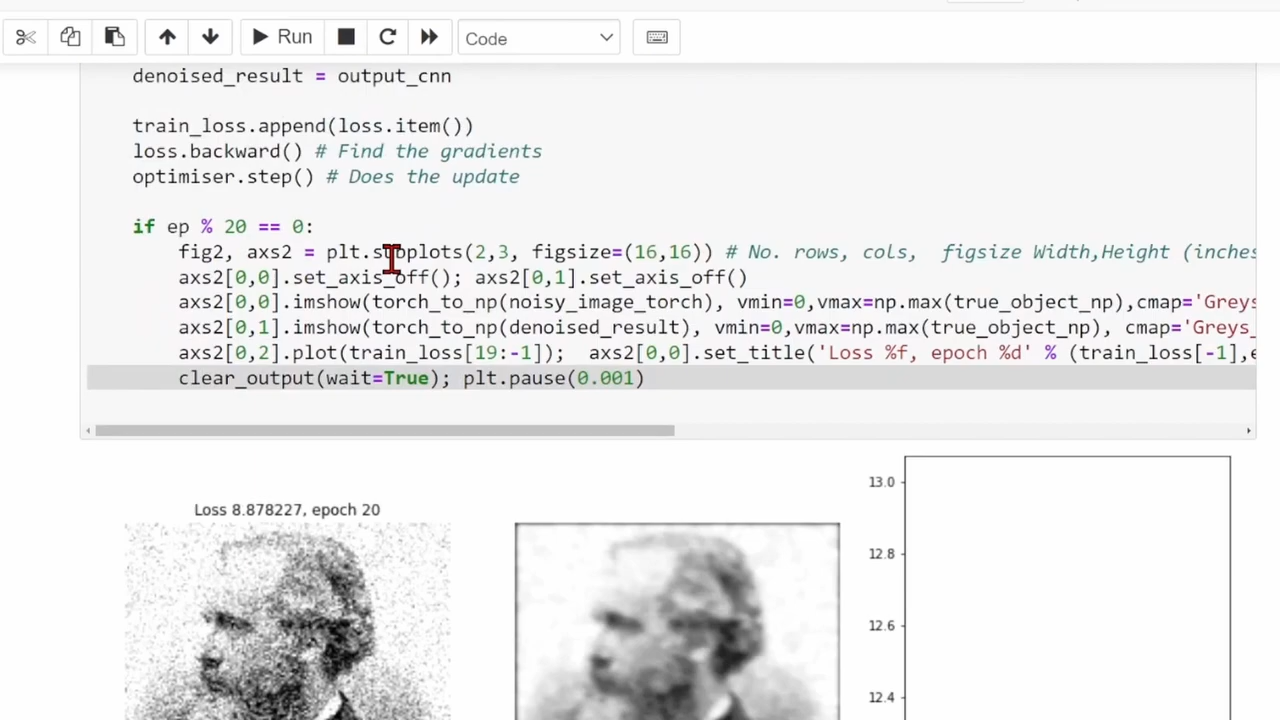 Run
Code
denoised_result = output_cnn
train_loss.append(loss.item())
loss.backward() # Find the gradients
optimiser.step() # Does the update
if ep % 20 == 0:
fig2, axs2 = plt.subplots(2,3, figsize=(16,16)) # No. rows, cols,  figsize Width,Height (inches
axs2[0,0].set_axis_off(); axs2[0,1].set_axis_off()
axs2[0,0].imshow(torch_to_np(noisy_image_torch), vmin=0,vmax=np.max(true_object_np),cmap='Greys
axs2[0,1].imshow(torch_to_np(denoised_result), vmin=0,vmax=np.max(true_object_np), cmap='Greys_
axs2[0,2].plot(train_loss[19:-1]);  axs2[0,0].set_title('Loss %f, epoch %d' % (train_loss[-1],e
clear_output(wait=True); plt.pause(0.001)
Loss 8.878227, epoch 20
13.0
12.8
12.6
12.4